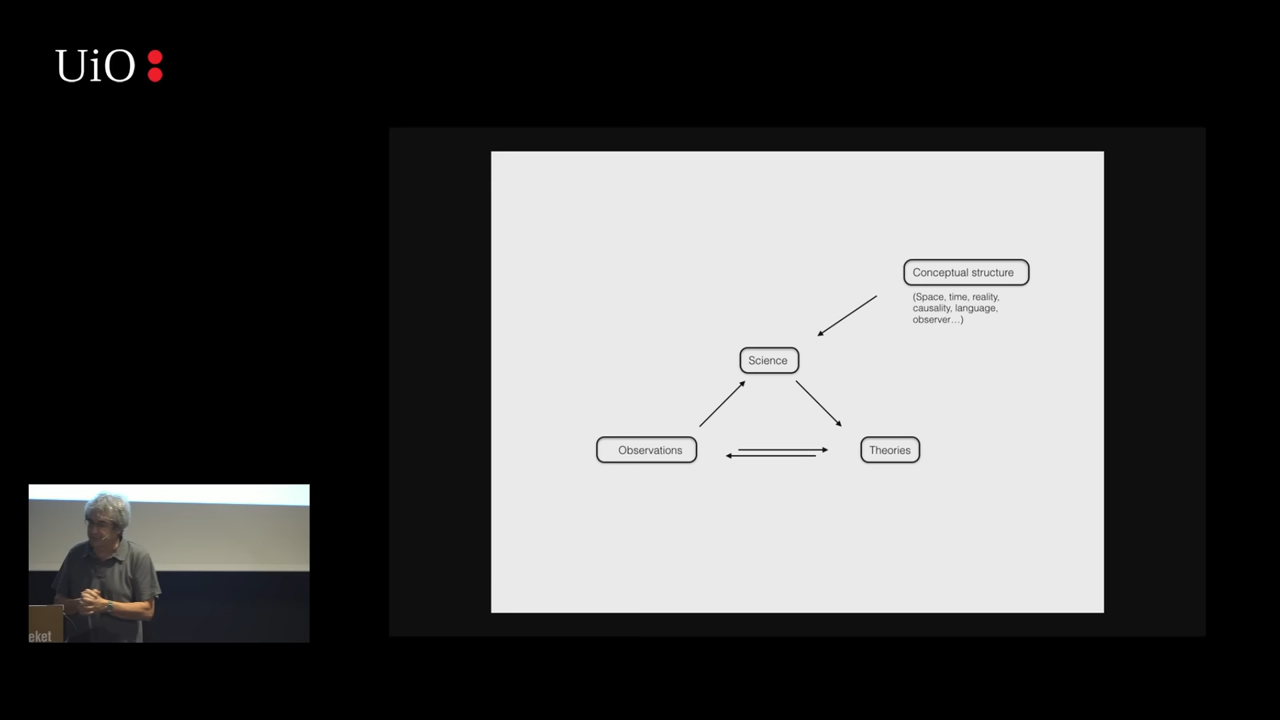 UiO
Conceptual structure
(Space, time, reality,
causality, language,
observer...)
Science
Observations
Theories
eket